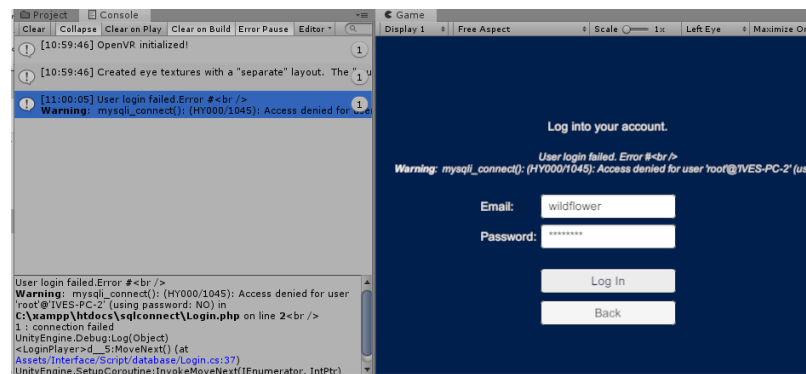 Project Console
Clear Collapse Clear on Play Clear on Build Error Pause Editor
[10:59:46] OpenVR initialized!
1
[10:59:46] Created eye textures with a "separate" layout. The
1
[11:00:05] User login failed.Error #<br />
Warning: mysqli_connect(): (HY000/1045): Access denied for
1
User login failed.Error #<br />
Warning: mysqli_connect(): (HY000/1045): Access denied for user
'root'@'IVES-PC-2' (using password: NO) in
C:\xampp\htdocs\sqlconnect\Login.php on line 2<br />
1 : connection failed
UnityEngine.Debug:Log(Object)
<LoginPlayer>d__5:MoveNext() (at
Assets/Interface/Script/database/Login.cs:37)
UnityEngine.SetupCoroutine:InvokeMoveNext(IEnumerator, IntPtr)
Game
Display 1 Free Aspect Scale 1x Left Eye Maximize On
Log into your account.
User login failed. Error #<br />
Warning: mysqli_connect(): (HY000/1045): Access denied for user 'root'@'IVES-PC-2' (us
Email: wildflower
Password: ********
Log In
Back